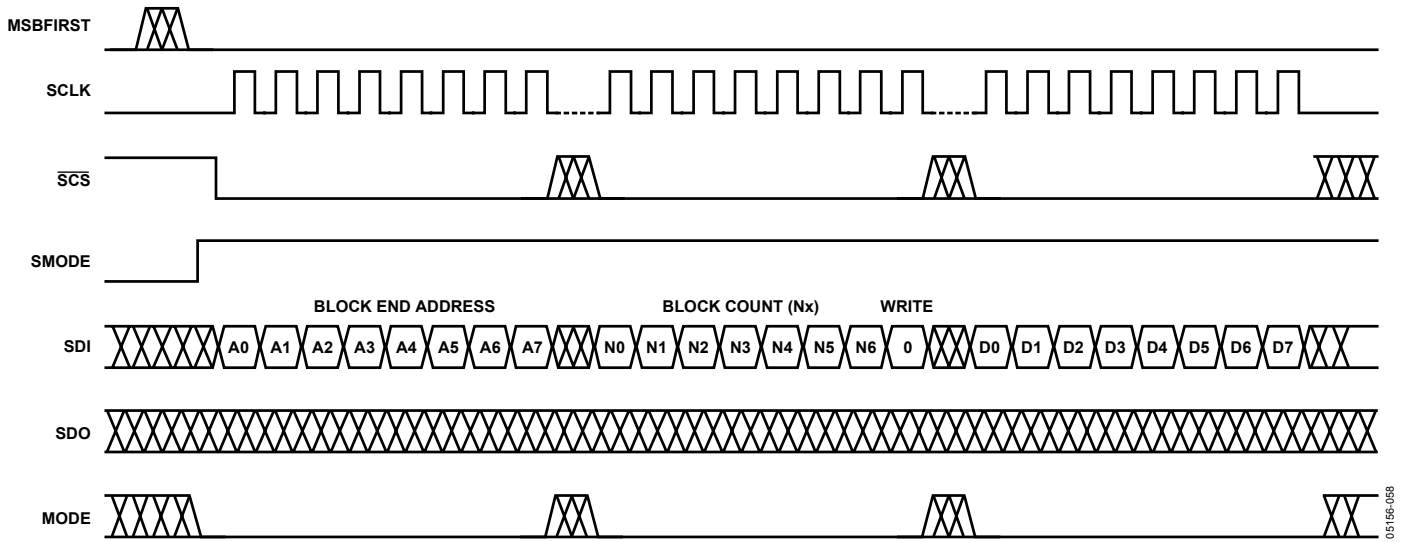 MSBFIRST
SCLK
SCS
SMODE
BLOCK END ADDRESS BLOCK COUNT (Nx) WRITE
SDI A0 A1 A2 A3 A4 A5 A6 A7 N0 N1 N2 N3 N4 N5 N6 0 D0 D1 D2 D3 D4 D5 D6 D7
SDO
MODE
05156-058